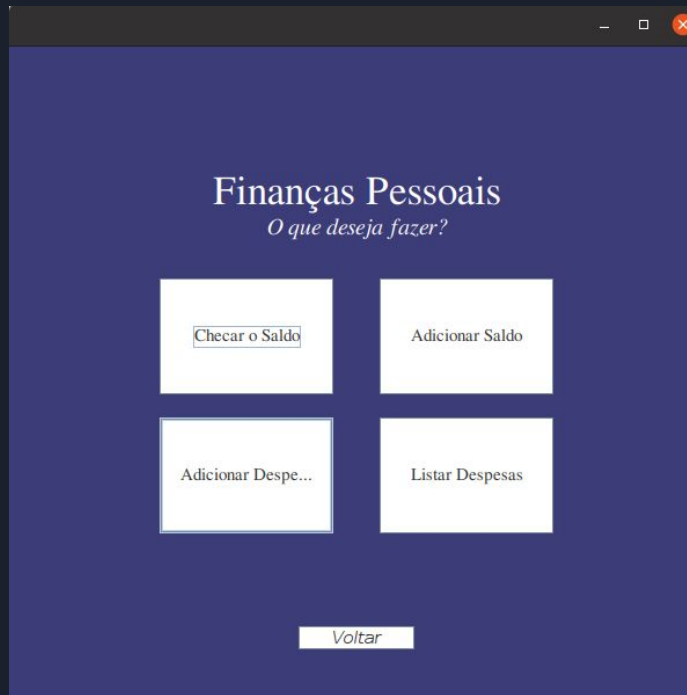 Finanças Pessoais
O que deseja fazer?
Checar o Saldo
Adicionar Saldo
Adicionar Despe...
Listar Despesas
Voltar